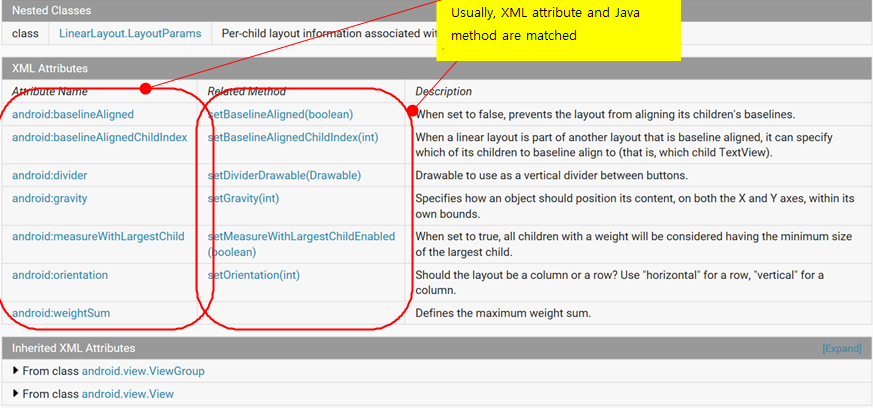 Nested Classes
Usually, XML attribute and Java
method are matched
class LinearLayout.LayoutParams Per-child layout information associated
XML Attributes
Attribute Name Related Method Description
android:baselineAligned setBaselineAligned(boolean) When set to false, prevents the layout from aligning its children's baselines.
android:baselineAlignedChildIndex setBaselineAlignedChildIndex(int) When a linear layout is part of another layout that is baseline aligned, it can specify
which of its children to baseline align to (that is, which child TextView).
android:divider setDividerDrawable(Drawable) Drawable to use as a vertical divider between buttons.
android:gravity setGravity(int) Specifies how an object should position its content, on both the X and Y axes, within its
own bounds.
android:measureWithLargestChild setMeasureWithLargestChildEnabled When set to true, all children with a weight will be considered having the minimum size
(boolean) of the largest child.
android:orientation setOrientation(int) Should the layout be a column or a row? Use "horizontal" for a row, "vertical" for a
column.
android:weightSum Defines the maximum weight sum.
Inherited XML Attributes [Expand]
From class android.view.ViewGroup
From class android.view.View